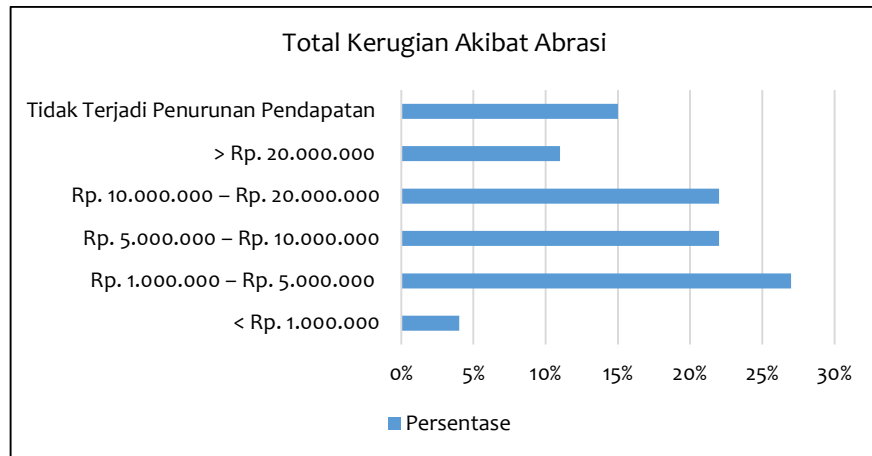 Total Kerugian Akibat Abrasi
Tidak Terjadi Penurunan Pendapatan
> Rp. 20.000.000
Rp. 10.000.000 – Rp. 20.000.000
Rp. 5.000.000 – Rp. 10.000.000
Rp. 1.000.000 – Rp. 5.000.000
< Rp. 1.000.000
0% 5% 10% 15% 20% 25% 30%
Persentase